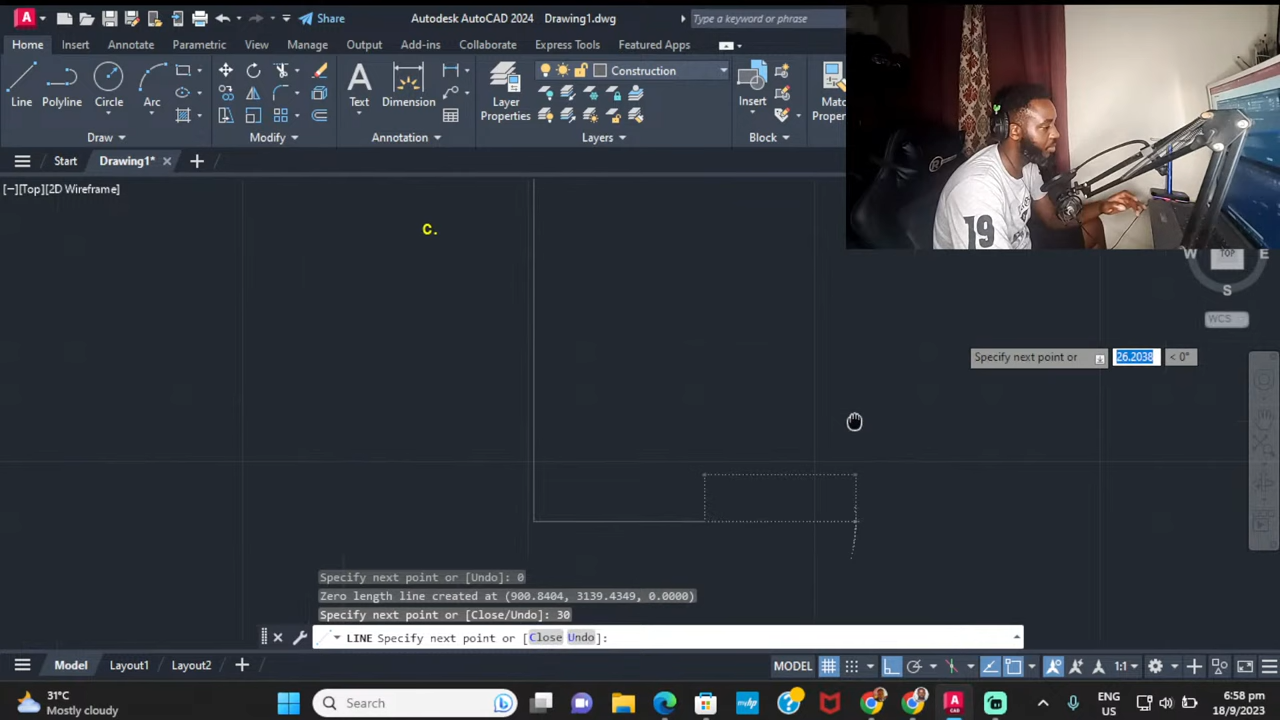 Share
Autodesk AutoCAD 2024 Drawing1.dwg
Type a keyword or phrase
Home Insert Annotate Parametric View Manage Output Add-ins Collaborate Express Tools Featured Apps
Construction
Line Polyline Circle Arc
Text Dimension
Layer
Properties
Insert
Draw Modify Annotation Layers Block
Start Drawing1*
[−][Top][2D Wireframe]
19
C.
W TOP E
S
WCS
Specify next point or 26.2038 < 0°
Specify next point or [Undo]: 0
Zero length line created at (900.8404, 3139.4349, 0.0000)
Specify next point or [Close/Undo]: 30
LINE Specify next point or [Close Undo]:
Model Layout1 Layout2
MODEL 1:1
31°C
Mostly cloudy
Search
ENG
US
6:58 pm
18/9/2023